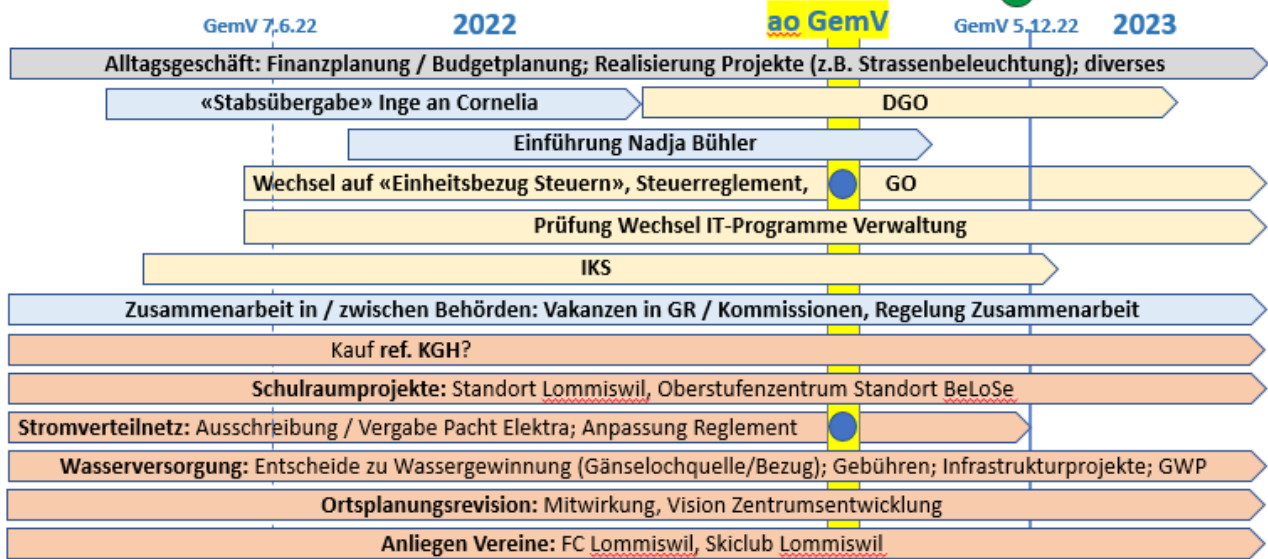 GemV 7.6.22 2022 ao GemV GemV 5.12.22 2023
Alltagsgeschäft: Finanzplanung / Budgetplanung; Realisierung Projekte (z.B. Strassenbeleuchtung); diverses
«Stabsübergabe» Inge an Cornelia DGO
Einführung Nadja Bühler
Wechsel auf «Einheitsbezug Steuern», Steuerreglement, GO
Prüfung Wechsel IT-Programme Verwaltung
IKS
Zusammenarbeit in / zwischen Behörden: Vakanzen in GR / Kommissionen, Regelung Zusammenarbeit
Kauf ref. KGH?
Schulraumprojekte: Standort Lommiswil, Oberstufenzentrum Standort BeLoSe
Stromverteilnetz: Ausschreibung / Vergabe Pacht Elektra; Anpassung Reglement
Wasserversorgung: Entscheide zu Wassergewinnung (Gänselochquelle/Bezug); Gebühren; Infrastrukturprojekte; GWP
Ortsplanungsrevision: Mitwirkung, Vision Zentrumsentwicklung
Anliegen Vereine: FC Lommiswil, Skiclub Lommiswil